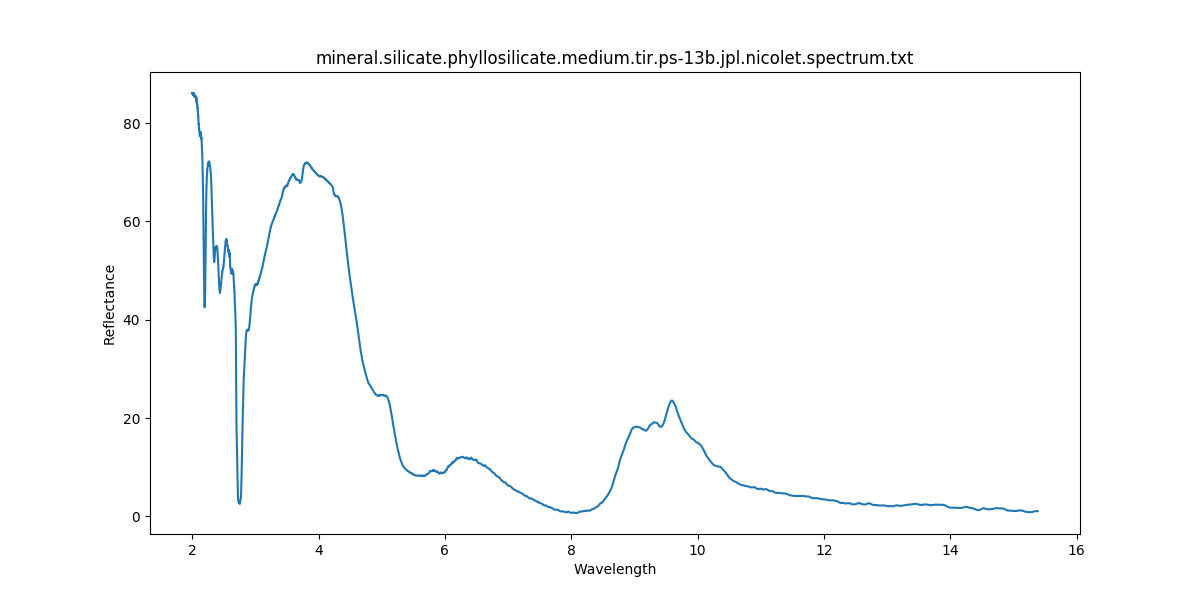 mineral.silicate.phyllosilicate.medium.tir.ps-13b.jpl.nicolet.spectrum.txt
80
60
40
20
0
Reflectance
2 4 6 8 10 12 14 16
Wavelength